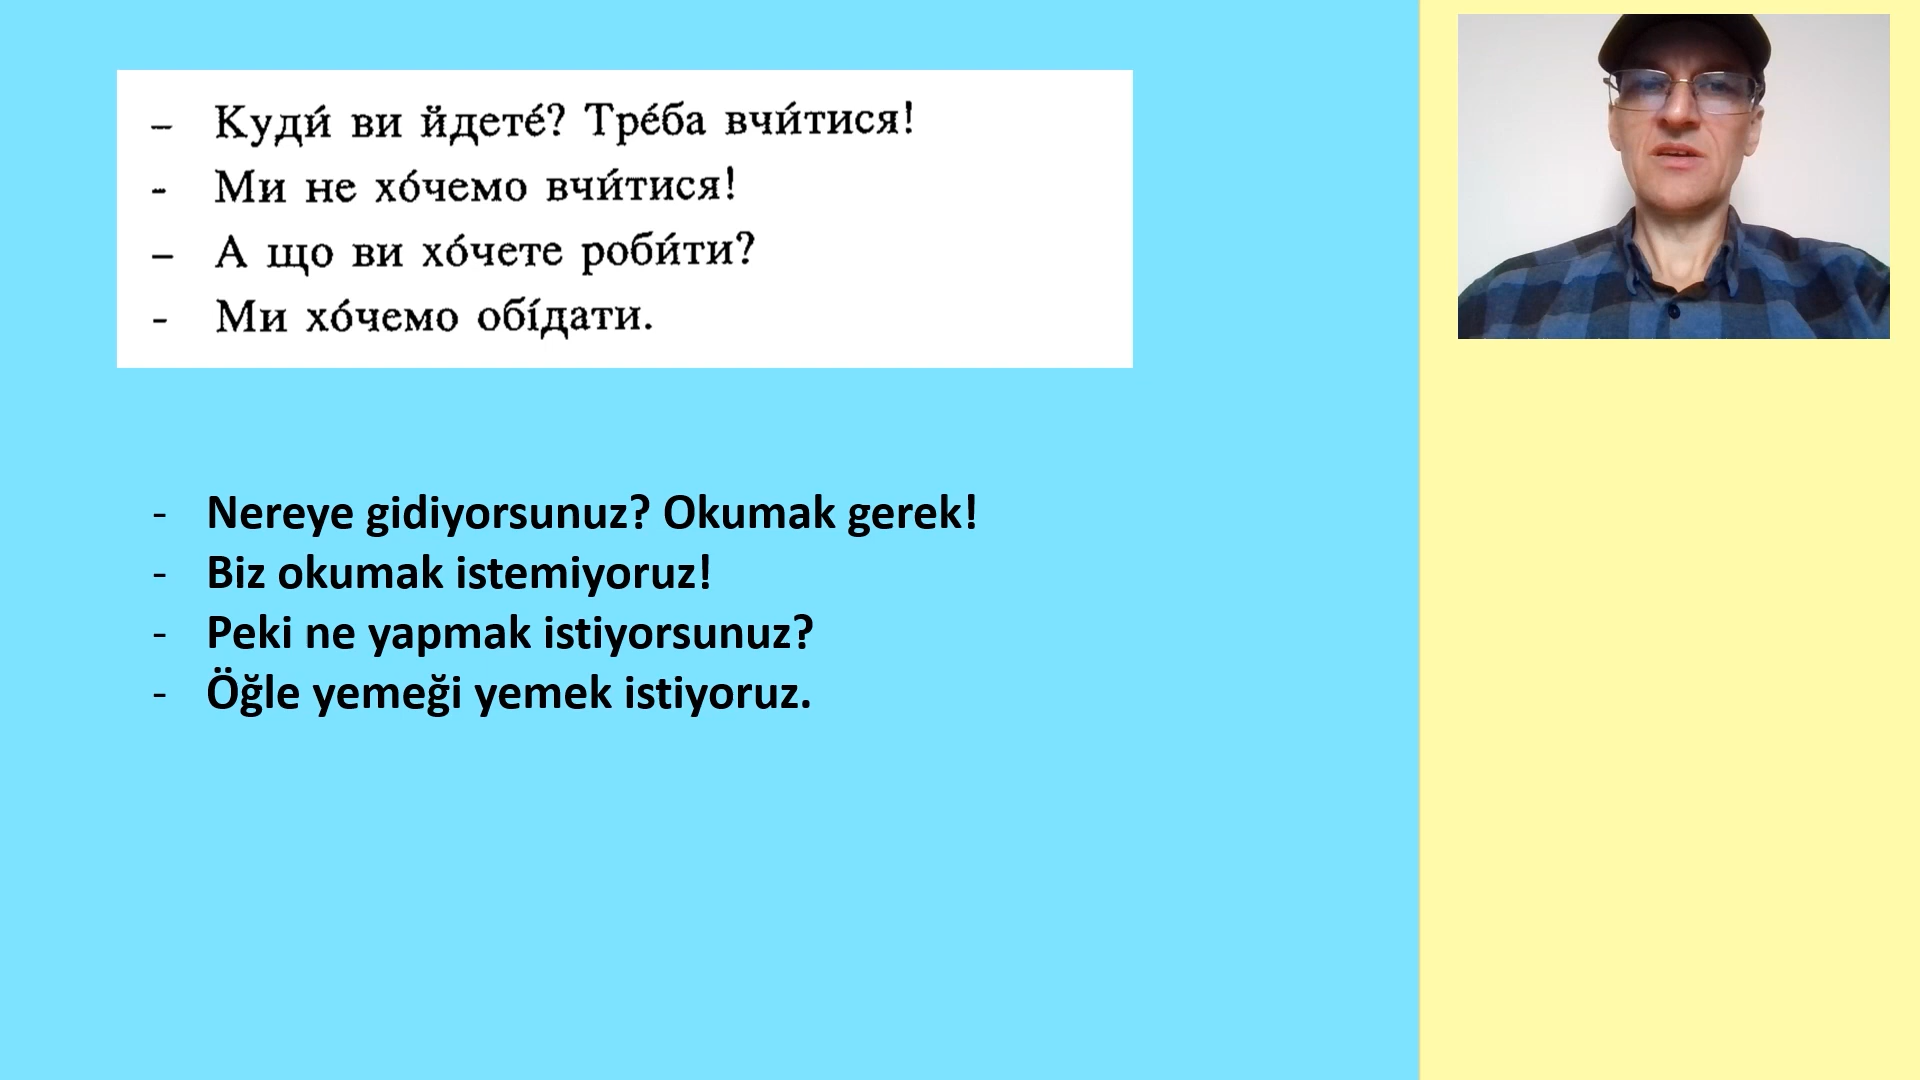 – Куди́ ви йдете́? Тре́ба вчи́тися!
- Ми не хо́чемо вчи́тися!
– А що ви хо́чете роби́ти?
- Ми хо́чемо обі́дати.
- Nereye gidiyorsunuz? Okumak gerek!
- Biz okumak istemiyoruz!
- Peki ne yapmak istiyorsunuz?
- Öğle yemeği yemek istiyoruz.